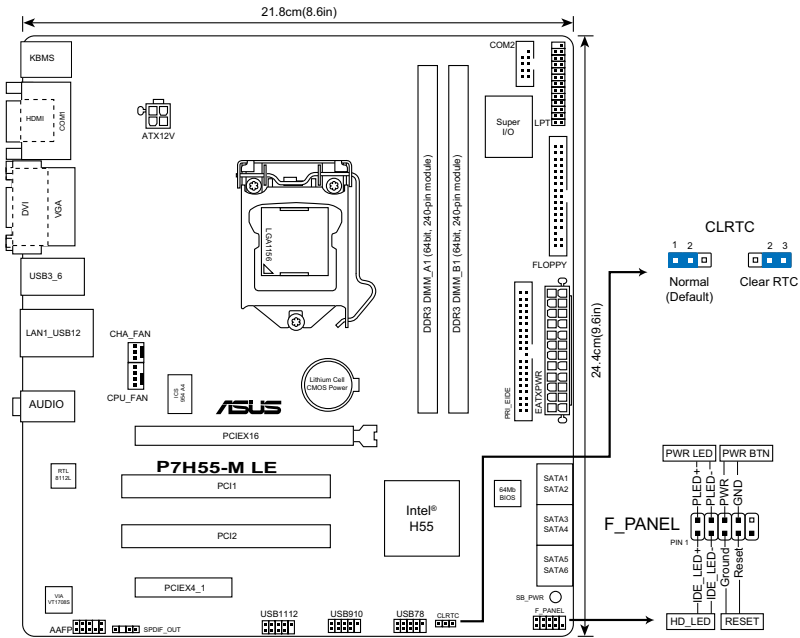 21.8cm(8.6in)
KBMS
HDMI
COM1
DVI
VGA
USB3_6
LAN1_USB12
AUDIO
ATX12V
LGA1156
CHA_FAN
CPU_FAN
ICS
954 A4
ASUS
Lithium Cell
CMOS Power
DDR3 DIMM_A1 (64bit, 240-pin module)
DDR3 DIMM_B1 (64bit, 240-pin module)
COM2
Super
I/O
LPT
FLOPPY
PRI_EIDE
EATXPWR
24.4cm(9.6in)
PCIEX16
P7H55-M LE
RTL
8112L
PCI1
PCI2
PCIEX4_1
VIA
VT1708S
Intel®
H55
64Mb
BIOS
SATA1
SATA2
SATA3
SATA4
SATA5
SATA6
SB_PWR
F_PANEL
AAFP
SPDIF_OUT
USB1112
USB910
USB78
CLRTC
CLRTC
1 2
2 3
Normal
(Default)
Clear RTC
PWR LED
PWR BTN
PLED+
PLED-
PWR
GND
F_PANEL
PIN 1
IDE_LED+
IDE_LED-
Ground
Reset
HD_LED
RESET